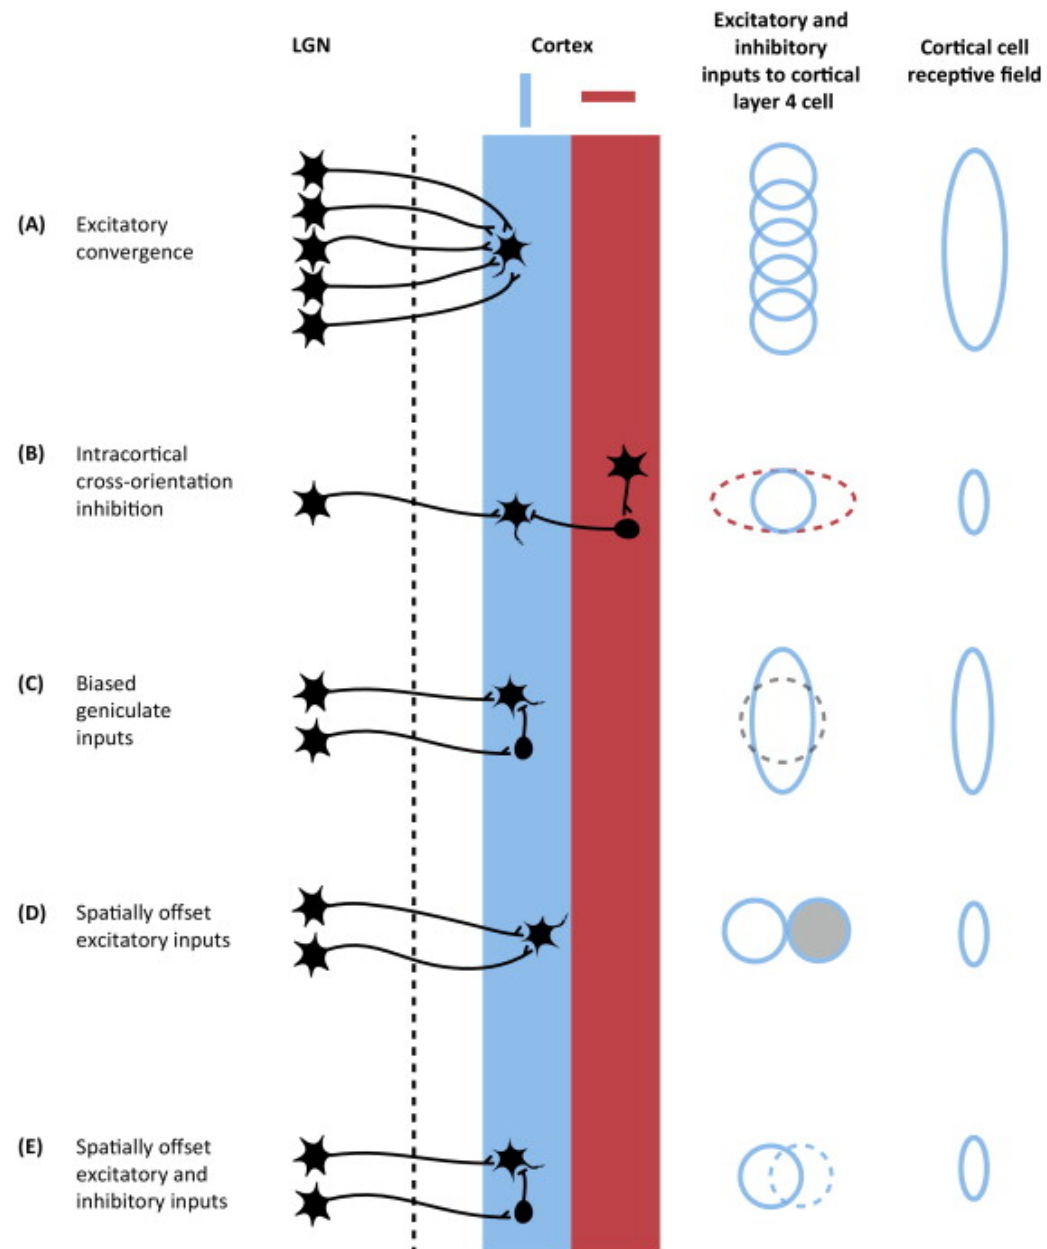 LGN
Cortex
Excitatory and
inhibitory
inputs to cortical
layer 4 cell
Cortical cell
receptive field
(A) Excitatory
convergence
(B) Intracortical
cross-orientation
inhibition
(C) Biased
geniculate
inputs
(D) Spatially offset
excitatory inputs
(E) Spatially offset
excitatory and
inhibitory inputs